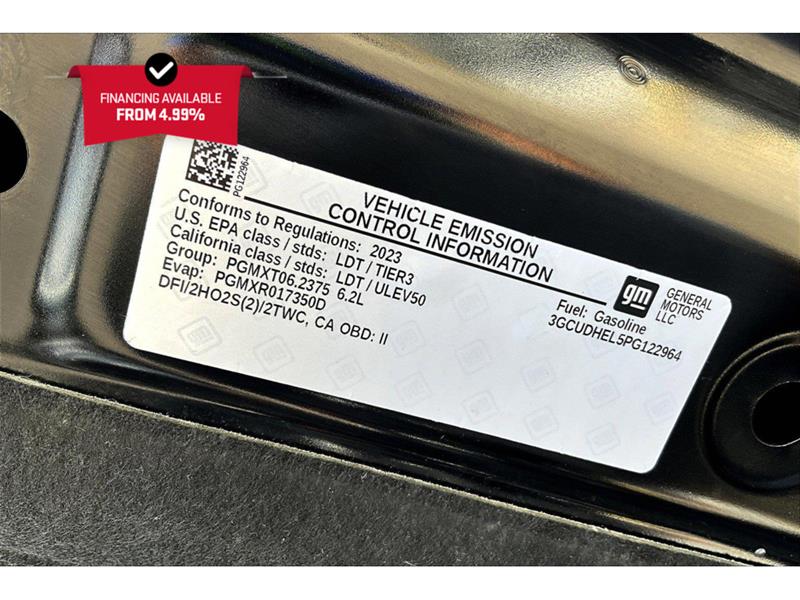 FINANCING AVAILABLE
FROM 4.99%
PG122964
VEHICLE EMISSION
CONTROL INFORMATION
Conforms to Regulations: 2023
U.S. EPA class / stds: LDT / TIER3
California class / stds: LDT / ULEV50
Group: PGMXT06.2375 6.2L
Evap: PGMXR017350D
DFI/2HO2S(2)/2TWC, CA OBD: II
gm
GENERAL
MOTORS
LLC
Fuel: Gasoline
3GCUDHEL5PG122964